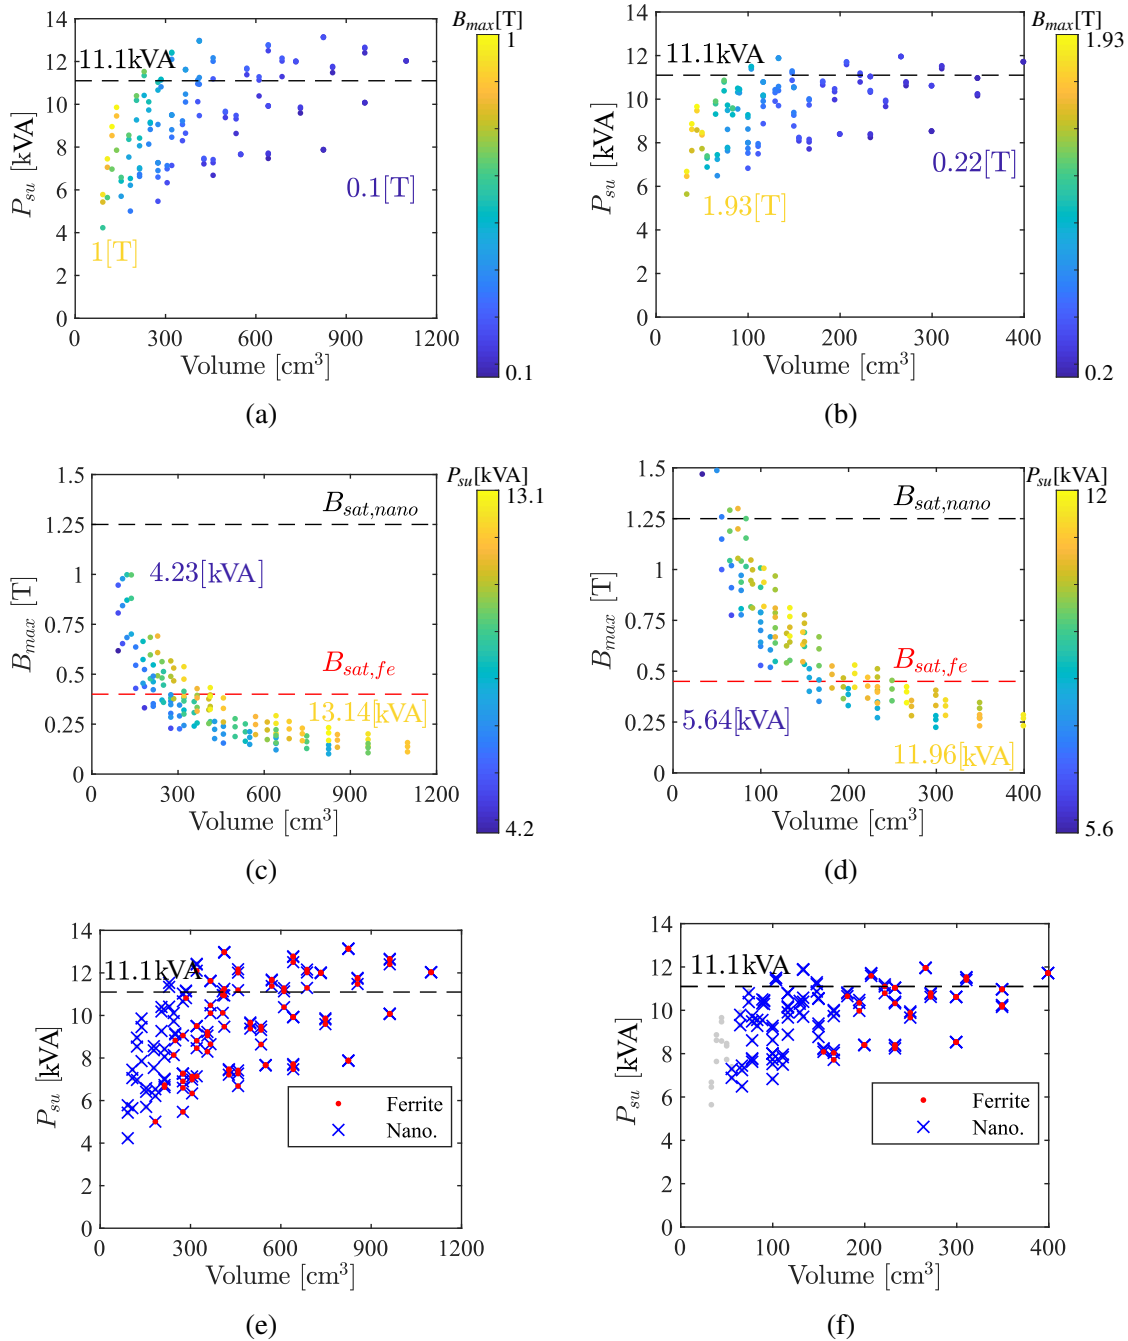 B_max[T]
14
12
10
8
6
4
2
0
11.1kVA
0.1[T]
1[T]
1
0.1
P_su [kVA]
0 300 600 900 1200
Volume [cm³]
(a)
B_max[T]
14
12
10
8
6
4
2
0
11.1kVA
0.22[T]
1.93[T]
1.93
0.2
P_su [kVA]
0 100 200 300 400
Volume [cm³]
(b)
P_su[kVA]
1.5
1.25
1
0.75
0.5
0.25
0
B_sat,nano
4.23[kVA]
B_sat,fe
13.14[kVA]
13.1
4.2
B_max [T]
0 300 600 900 1200
Volume [cm³]
(c)
P_su[kVA]
1.5
1.25
1
0.75
0.5
0.25
0
B_sat,nano
B_sat,fe
5.64[kVA]
11.96[kVA]
12
5.6
B_max [T]
0 100 200 300 400
Volume [cm³]
(d)
14
12
10
8
6
4
2
0
11.1kVA
Ferrite
Nano.
P_su [kVA]
0 300 600 900 1200
Volume [cm³]
(e)
14
12
10
8
6
4
2
0
11.1kVA
Ferrite
Nano.
P_su [kVA]
0 100 200 300 400
Volume [cm³]
(f)